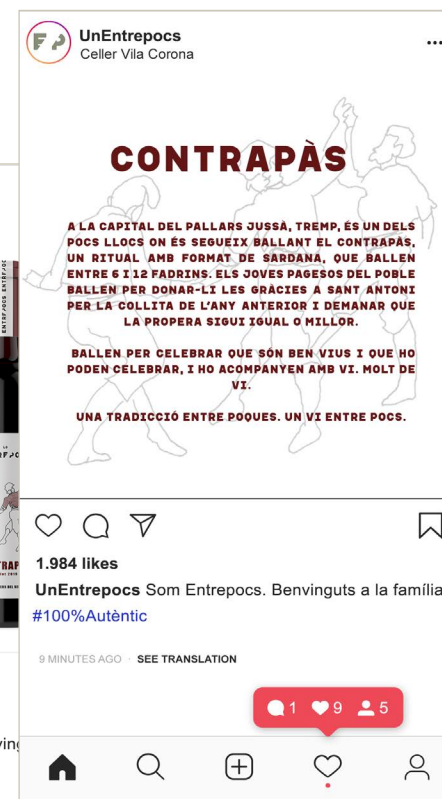 UnEntrepocs
Celler Vila Corona
CONTRAPÀS
A LA CAPITAL DEL PALLARS JUSSÀ, TREMP, ÉS UN DELS
POCS LLOCS ON ÉS SEGUEIX BALLANT EL CONTRAPÀS,
UN RITUAL AMB FORMAT DE SARDANA, QUE BALLEN
ENTRE 6 I 12 FADRINS. ELS JOVES PAGESOS DEL POBLE
BALLEN PER DONAR-LI LES GRÀCIES A SANT ANTONI
PER LA COLLITA DE L'ANY ANTERIOR I DEMANAR QUE
LA PROPERA SIGUI IGUAL O MILLOR.
BALLEN PER CELEBRAR QUE SÓN BEN VIUS I QUE HO
PODEN CELEBRAR, I HO ACOMPANYEN AMB VI. MOLT DE
VI.
UNA TRADICCIÓ ENTRE POQUES. UN VI ENTRE POCS.
1.984 likes
UnEntrepocs Som Entrepocs. Benvinguts a la família
#100%Autèntic
9 MINUTES AGO · SEE TRANSLATION
1 9 5